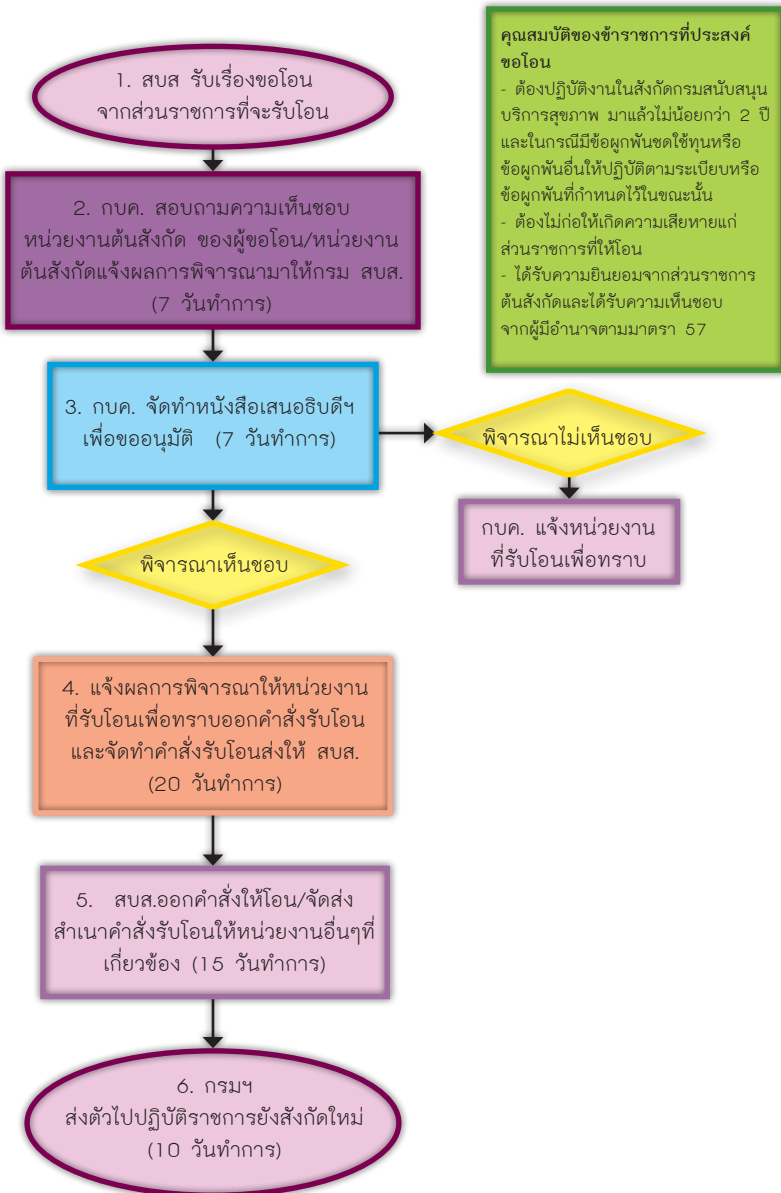 1. สบส รับเรื่องขอโอน
จากส่วนราชการที่จะรับโอน
คุณสมบัติของข้าราชการที่ประสงค์
ขอโอน
- ต้องปฏิบัติงานในสังกัดกรมสนับสนุน
บริการสุขภาพ มาแล้วไม่น้อยกว่า 2 ปี
และในกรณีมีข้อผูกพันชดใช้ทุนหรือ
ข้อผูกพันอื่นให้ปฏิบัติตามระเบียบหรือ
ข้อผูกพันที่กำหนดไว้ในขณะนั้น
- ต้องไม่ก่อให้เกิดความเสียหายแก่
ส่วนราชการที่ให้โอน
- ได้รับความยินยอมจากส่วนราชการ
ต้นสังกัดและได้รับความเห็นชอบ
จากผู้มีอำนาจตามมาตรา 57
2. กบค. สอบถามความเห็นชอบ
หน่วยงานต้นสังกัด ของผู้ขอโอน/หน่วยงาน
ต้นสังกัดแจ้งผลการพิจารณามาให้กรม สบส.
(7 วันทำการ)
3. กบค. จัดทำหนังสือเสนออธิบดีฯ
เพื่อขออนุมัติ (7 วันทำการ)
พิจารณาไม่เห็นชอบ
กบค. แจ้งหน่วยงาน
ที่รับโอนเพื่อทราบ
พิจารณาเห็นชอบ
4. แจ้งผลการพิจารณาให้หน่วยงาน
ที่รับโอนเพื่อทราบออกคำสั่งรับโอน
และจัดทำคำสั่งรับโอนส่งให้ สบส.
(20 วันทำการ)
5. สบส.ออกคำสั่งให้โอน/จัดส่ง
สำเนาคำสั่งรับโอนให้หน่วยงานอื่นๆที่
เกี่ยวข้อง (15 วันทำการ)
6. กรมฯ
ส่งตัวไปปฏิบัติราชการยังสังกัดใหม่
(10 วันทำการ)